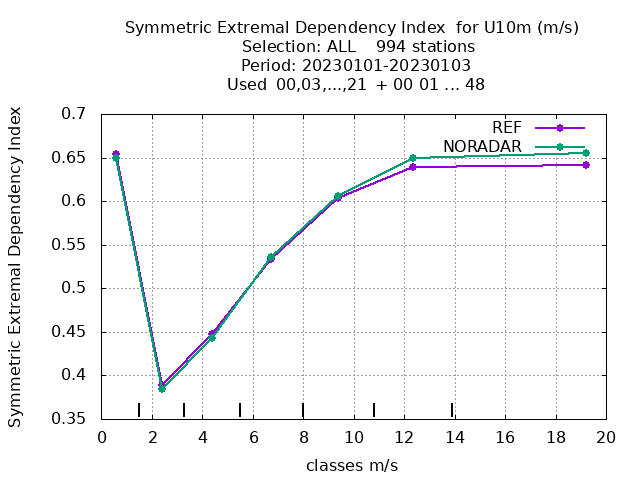 Symmetric Extremal Dependency Index  for U10m (m/s)
Selection: ALL    994 stations
Period: 20230101-20230103
Used  00,03,...,21  + 00 01 ... 48
Symmetric Extremal Dependency Index
0.7
0.65
0.6
0.55
0.5
0.45
0.4
0.35
REF
NORADAR
0 2 4 6 8 10 12 14 16 18 20
classes m/s